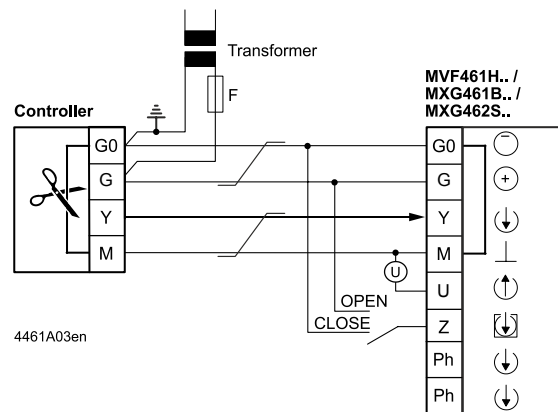 Transformer
F
MVF461H.. /
MXG461B.. /
MXG462S..
Controller
G0
G
Y
M
G0
G
Y
M
U
Z
Ph
Ph
U
OPEN
CLOSE
4461A03en